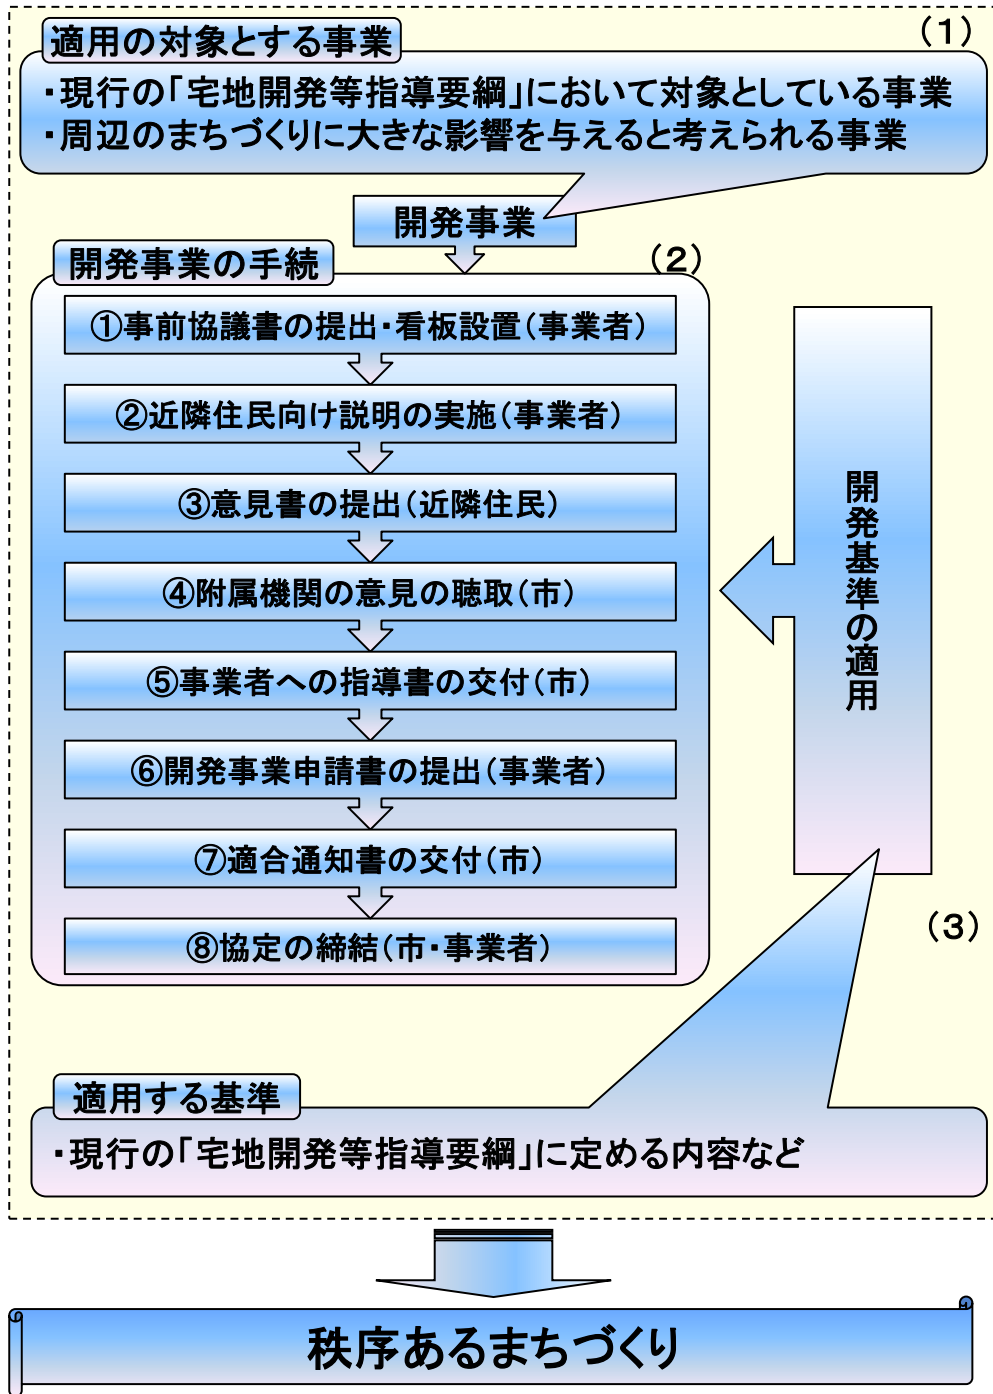 (1)
適用の対象とする事業
・現行の「宅地開発等指導要綱」において対象としている事業
・周辺のまちづくりに大きな影響を与えると考えられる事業
開発事業
(2)
開発事業の手続
①事前協議書の提出・看板設置(事業者)
②近隣住民向け説明の実施(事業者)
③意見書の提出(近隣住民)
④附属機関の意見の聴取(市)
⑤事業者への指導書の交付(市)
⑥開発事業申請書の提出(事業者)
⑦適合通知書の交付(市)
⑧協定の締結(市・事業者)
開発基準の適用
(3)
適用する基準
・現行の「宅地開発等指導要綱」に定める内容など
秩序あるまちづくり